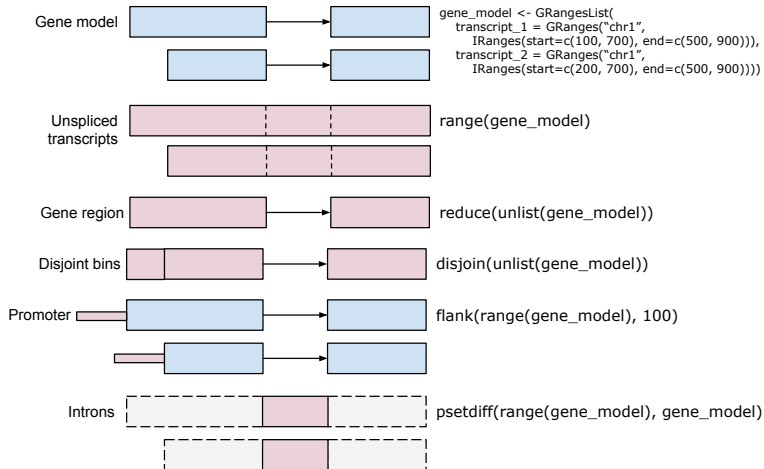 Gene model
gene_model <- GRangesList(
transcript_1 = GRanges(“chr1”,
IRanges(start=c(100, 700), end=c(500, 900))),
transcript_2 = GRanges(“chr1”,
IRanges(start=c(200, 700), end=c(500, 900))))
Unspliced
transcripts
range(gene_model)
Gene region
reduce(unlist(gene_model))
Disjoint bins
disjoin(unlist(gene_model))
Promoter
flank(range(gene_model), 100)
Introns
psetdiff(range(gene_model), gene_model)